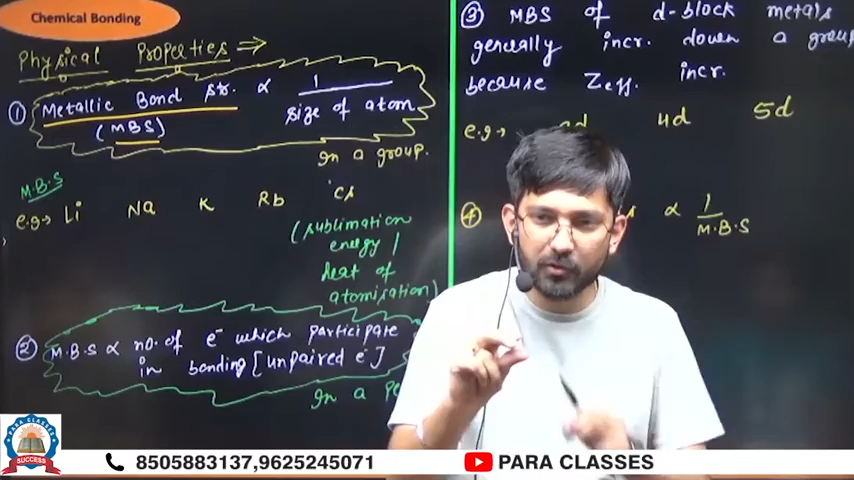 Chemical Bonding
Physical Properties ⇒
① Metallic Bond str. ∝ 1 / size of atom
(MBS)
In a group.
M.B.S
e.g→ Li Na K Rb Cs
(sublimation
energy /
heat of
atomisation)
② M.B.S ∝ no. of e⁻ which participate
in bonding [unpaired e⁻]
In a
③ MBS of d-block metals
generally incr. down a group
because Zeff. incr.
e.g→ 4d 5d
④ ∝ 1 / M.B.S
PARA CLASSES
SUCCESS
8505883137,9625245071
PARA CLASSES